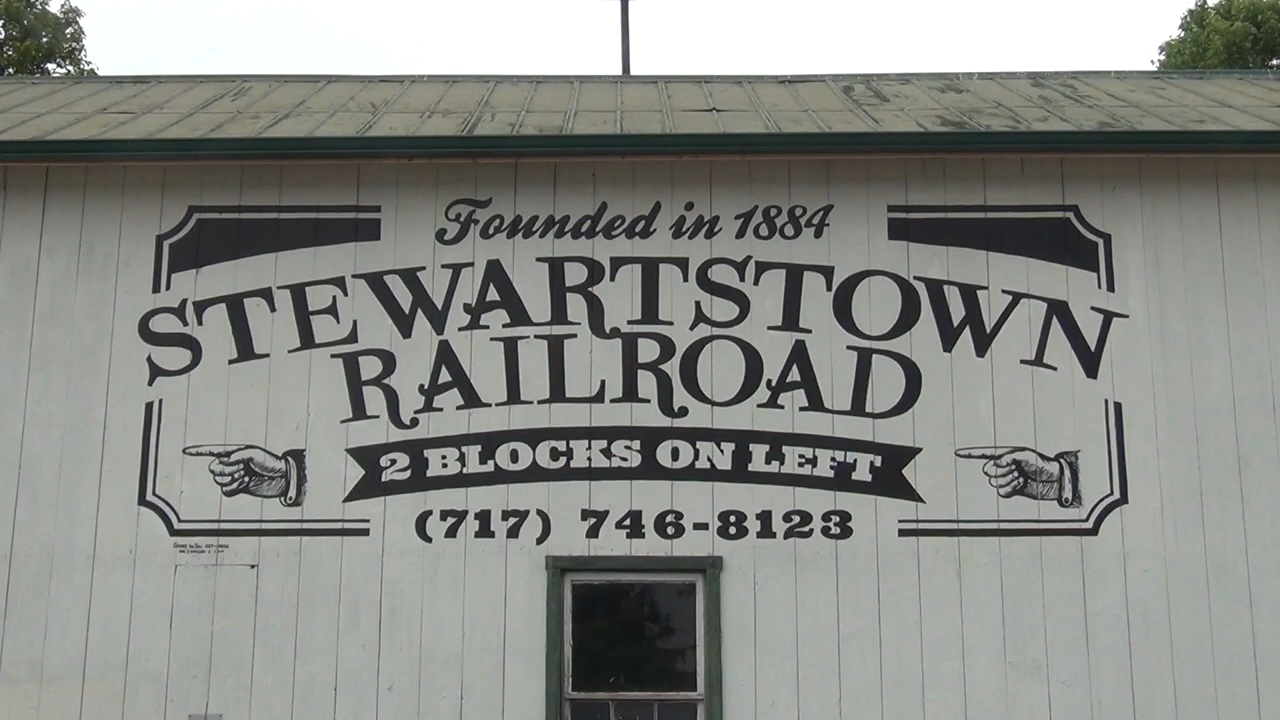 Founded in 1884
STEWARTSTOWN
RAILROAD
2 BLOCKS ON LEFT
(717) 746-8123